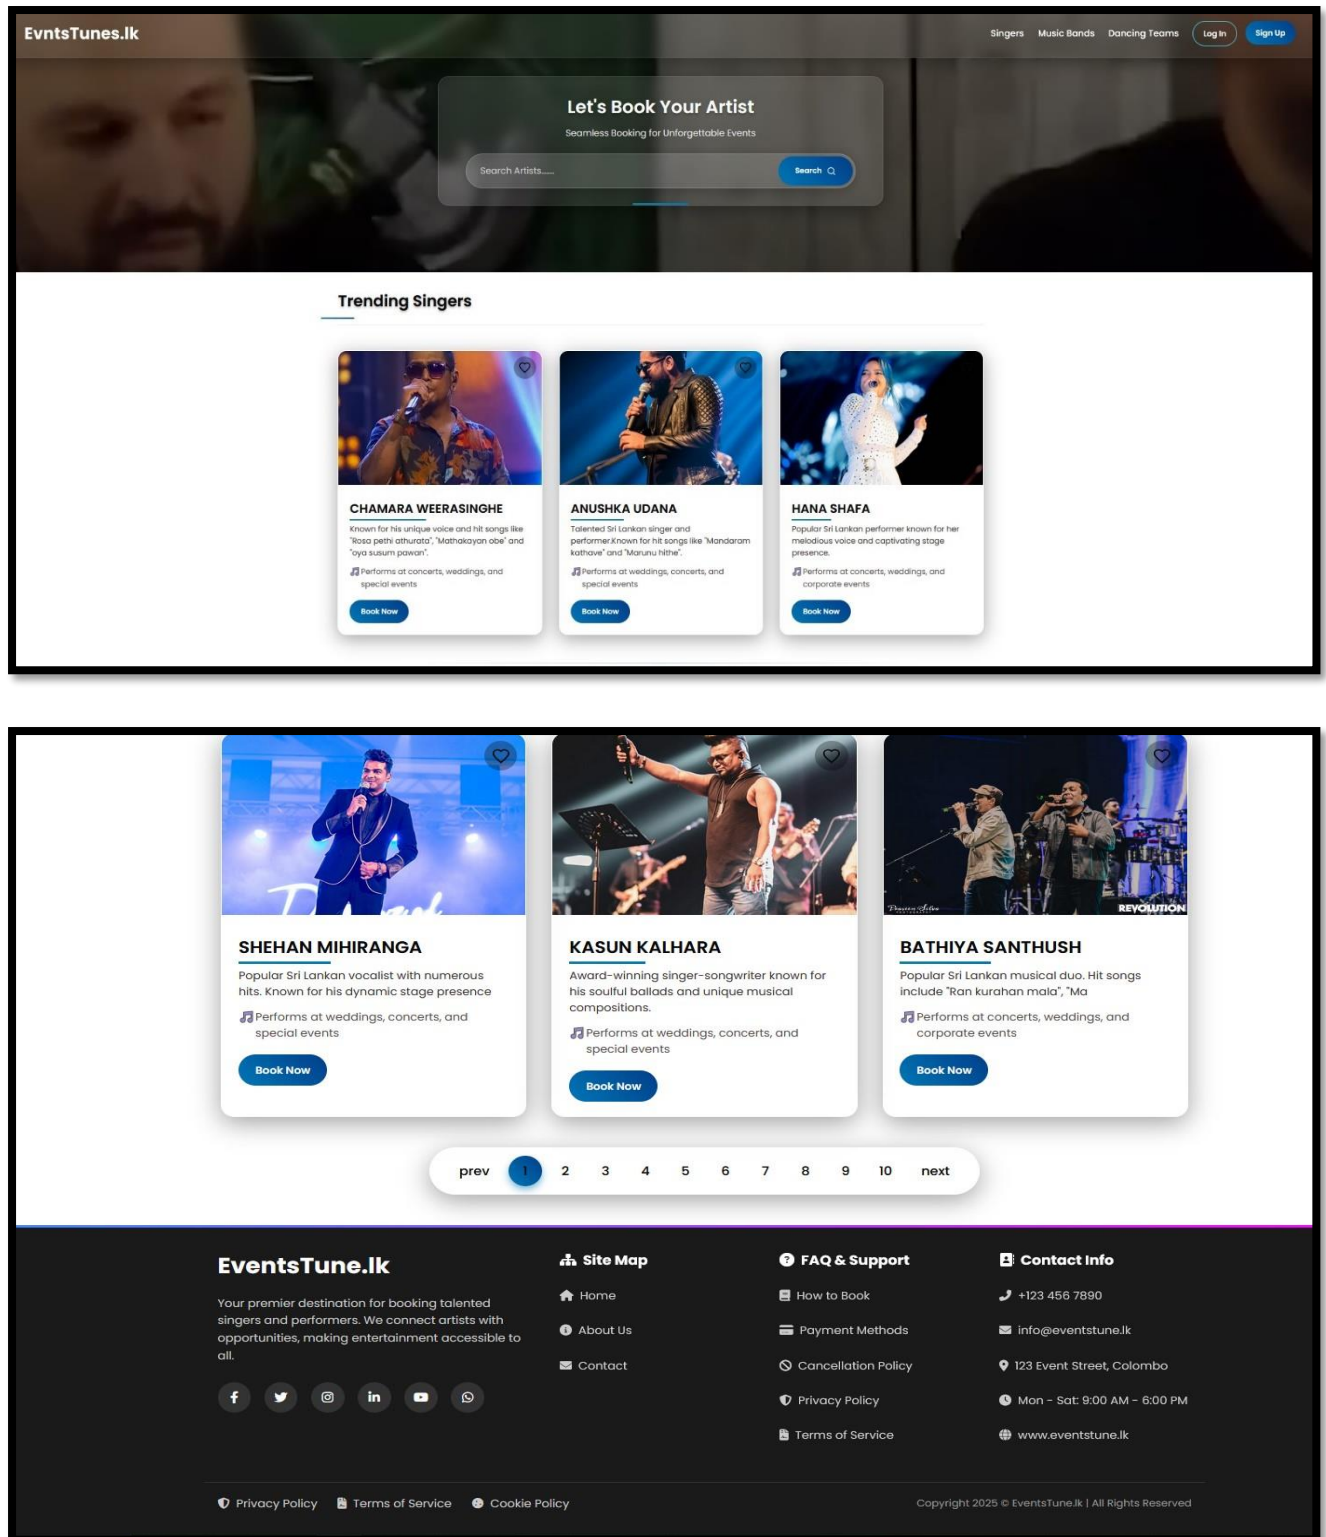 EvntsTunes.lk
Singers Music Bands Dancing Teams Log In Sign Up
Let's Book Your Artist
Seamless Booking for Unforgettable Events
Search Artists......
Search
Trending Singers
CHAMARA WEERASINGHE
Known for his unique voice and hit songs like
"Rosa pethi athurata", "Mathakayan obe" and
"oya susum pawan".
Performs at concerts, weddings, and
special events
Book Now
ANUSHKA UDANA
Talented Sri Lankan singer and
performer.Known for hit songs like "Mandaram
kathave" and "Marunu hithe".
Performs at weddings, concerts, and
special events
Book Now
HANA SHAFA
Popular Sri Lankan performer known for her
melodious voice and captivating stage
presence.
Performs at concerts, weddings, and
corporate events
Book Now
REVOLUTION
SHEHAN MIHIRANGA
Popular Sri Lankan vocalist with numerous
hits. Known for his dynamic stage presence
Performs at weddings, concerts, and
special events
Book Now
KASUN KALHARA
Award-winning singer-songwriter known for
his soulful ballads and unique musical
compositions.
Performs at weddings, concerts, and
special events
Book Now
BATHIYA SANTHUSH
Popular Sri Lankan musical duo. Hit songs
include "Ran kurahan mala", "Ma
Performs at concerts, weddings, and
corporate events
Book Now
prev 1 2 3 4 5 6 7 8 9 10 next
EventsTune.lk
Your premier destination for booking talented
singers and performers. We connect artists with
opportunities, making entertainment accessible to
all.
Site Map
Home
About Us
Contact
FAQ & Support
How to Book
Payment Methods
Cancellation Policy
Privacy Policy
Terms of Service
Contact Info
+123 456 7890
info@eventstune.lk
123 Event Street, Colombo
Mon - Sat: 9:00 AM - 6:00 PM
www.eventstune.lk
Privacy Policy Terms of Service Cookie Policy
Copyright 2025 © EventsTune.lk | All Rights Reserved